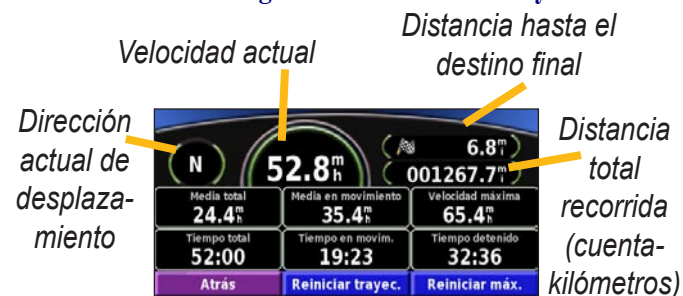 Distancia hasta el
destino final
Velocidad actual
Dirección
actual de
desplaza-
miento
Distancia
total
recorrida
(cuenta-
kilómetros)
N
52.8 m/h
6.8 mi
001267.7 mi
Media total
24.4 m/h
Media en movimiento
35.4 m/h
Velocidad máxima
65.4 m/h
Tiempo total
52:00
Tiempo en movim.
19:23
Tiempo detenido
32:36
Atrás
Reiniciar trayec.
Reiniciar máx.